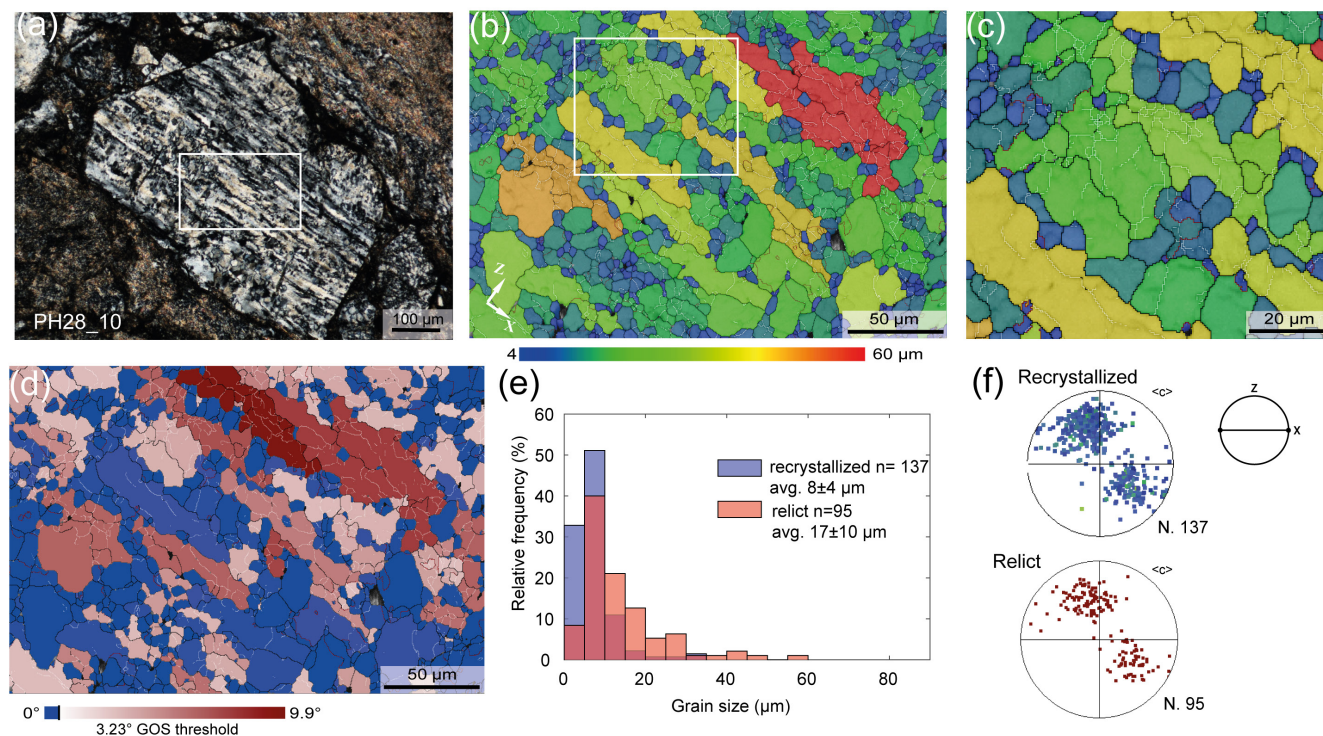 (a)
PH28_10
100 µm
(b)
z
x
50 µm
(c)
20 µm
4
60 µm
(d)
50 µm
0°
9.9°
3.23° GOS threshold
(e)
Relative frequency (%)
60
50
40
30
20
10
0
0
20
40
60
80
Grain size (µm)
recrystallized n= 137
avg. 8±4 µm
relict n=95
avg. 17±10 µm
(f)
Recrystallized
<c>
N. 137
z
x
Relict
<c>
N. 95